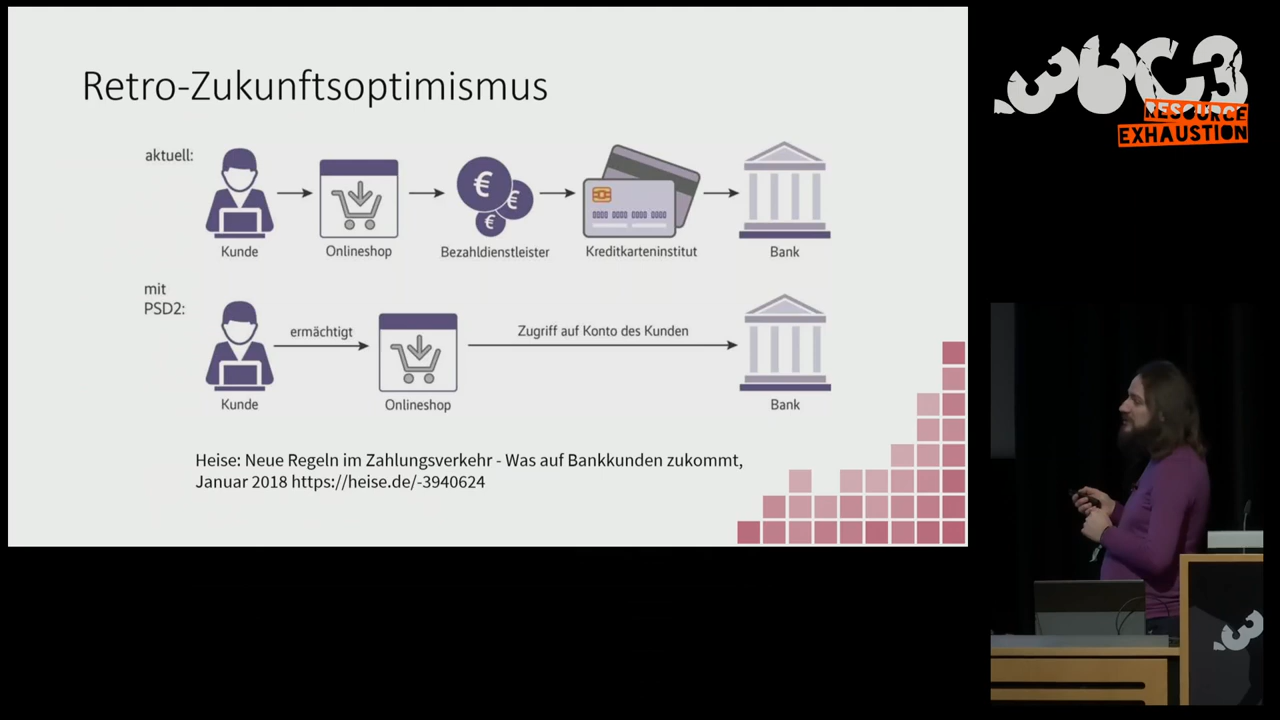 Retro-Zukunftsoptimismus
aktuell:
Kunde
Onlineshop
Bezahldienstleister
Kreditkarteninstitut
Bank
mit
PSD2:
ermächtigt
Zugriff auf Konto des Kunden
Kunde
Onlineshop
Bank
Heise: Neue Regeln im Zahlungsverkehr - Was auf Bankkunden zukommt,
Januar 2018 https://heise.de/-3940624
36C3
RESOURCE
EXHAUSTION